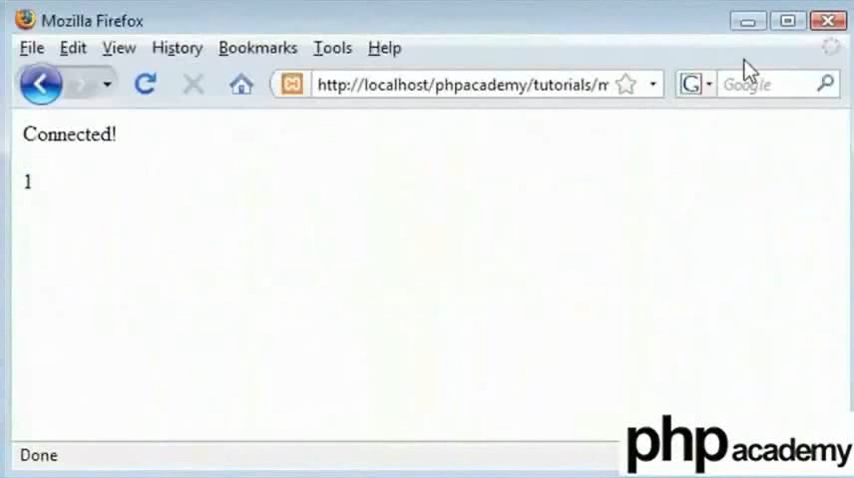 Mozilla Firefox
File Edit View History Bookmarks Tools Help
http://localhost/phpacademy/tutorials/m G Google
Connected!
1
Done
php academy